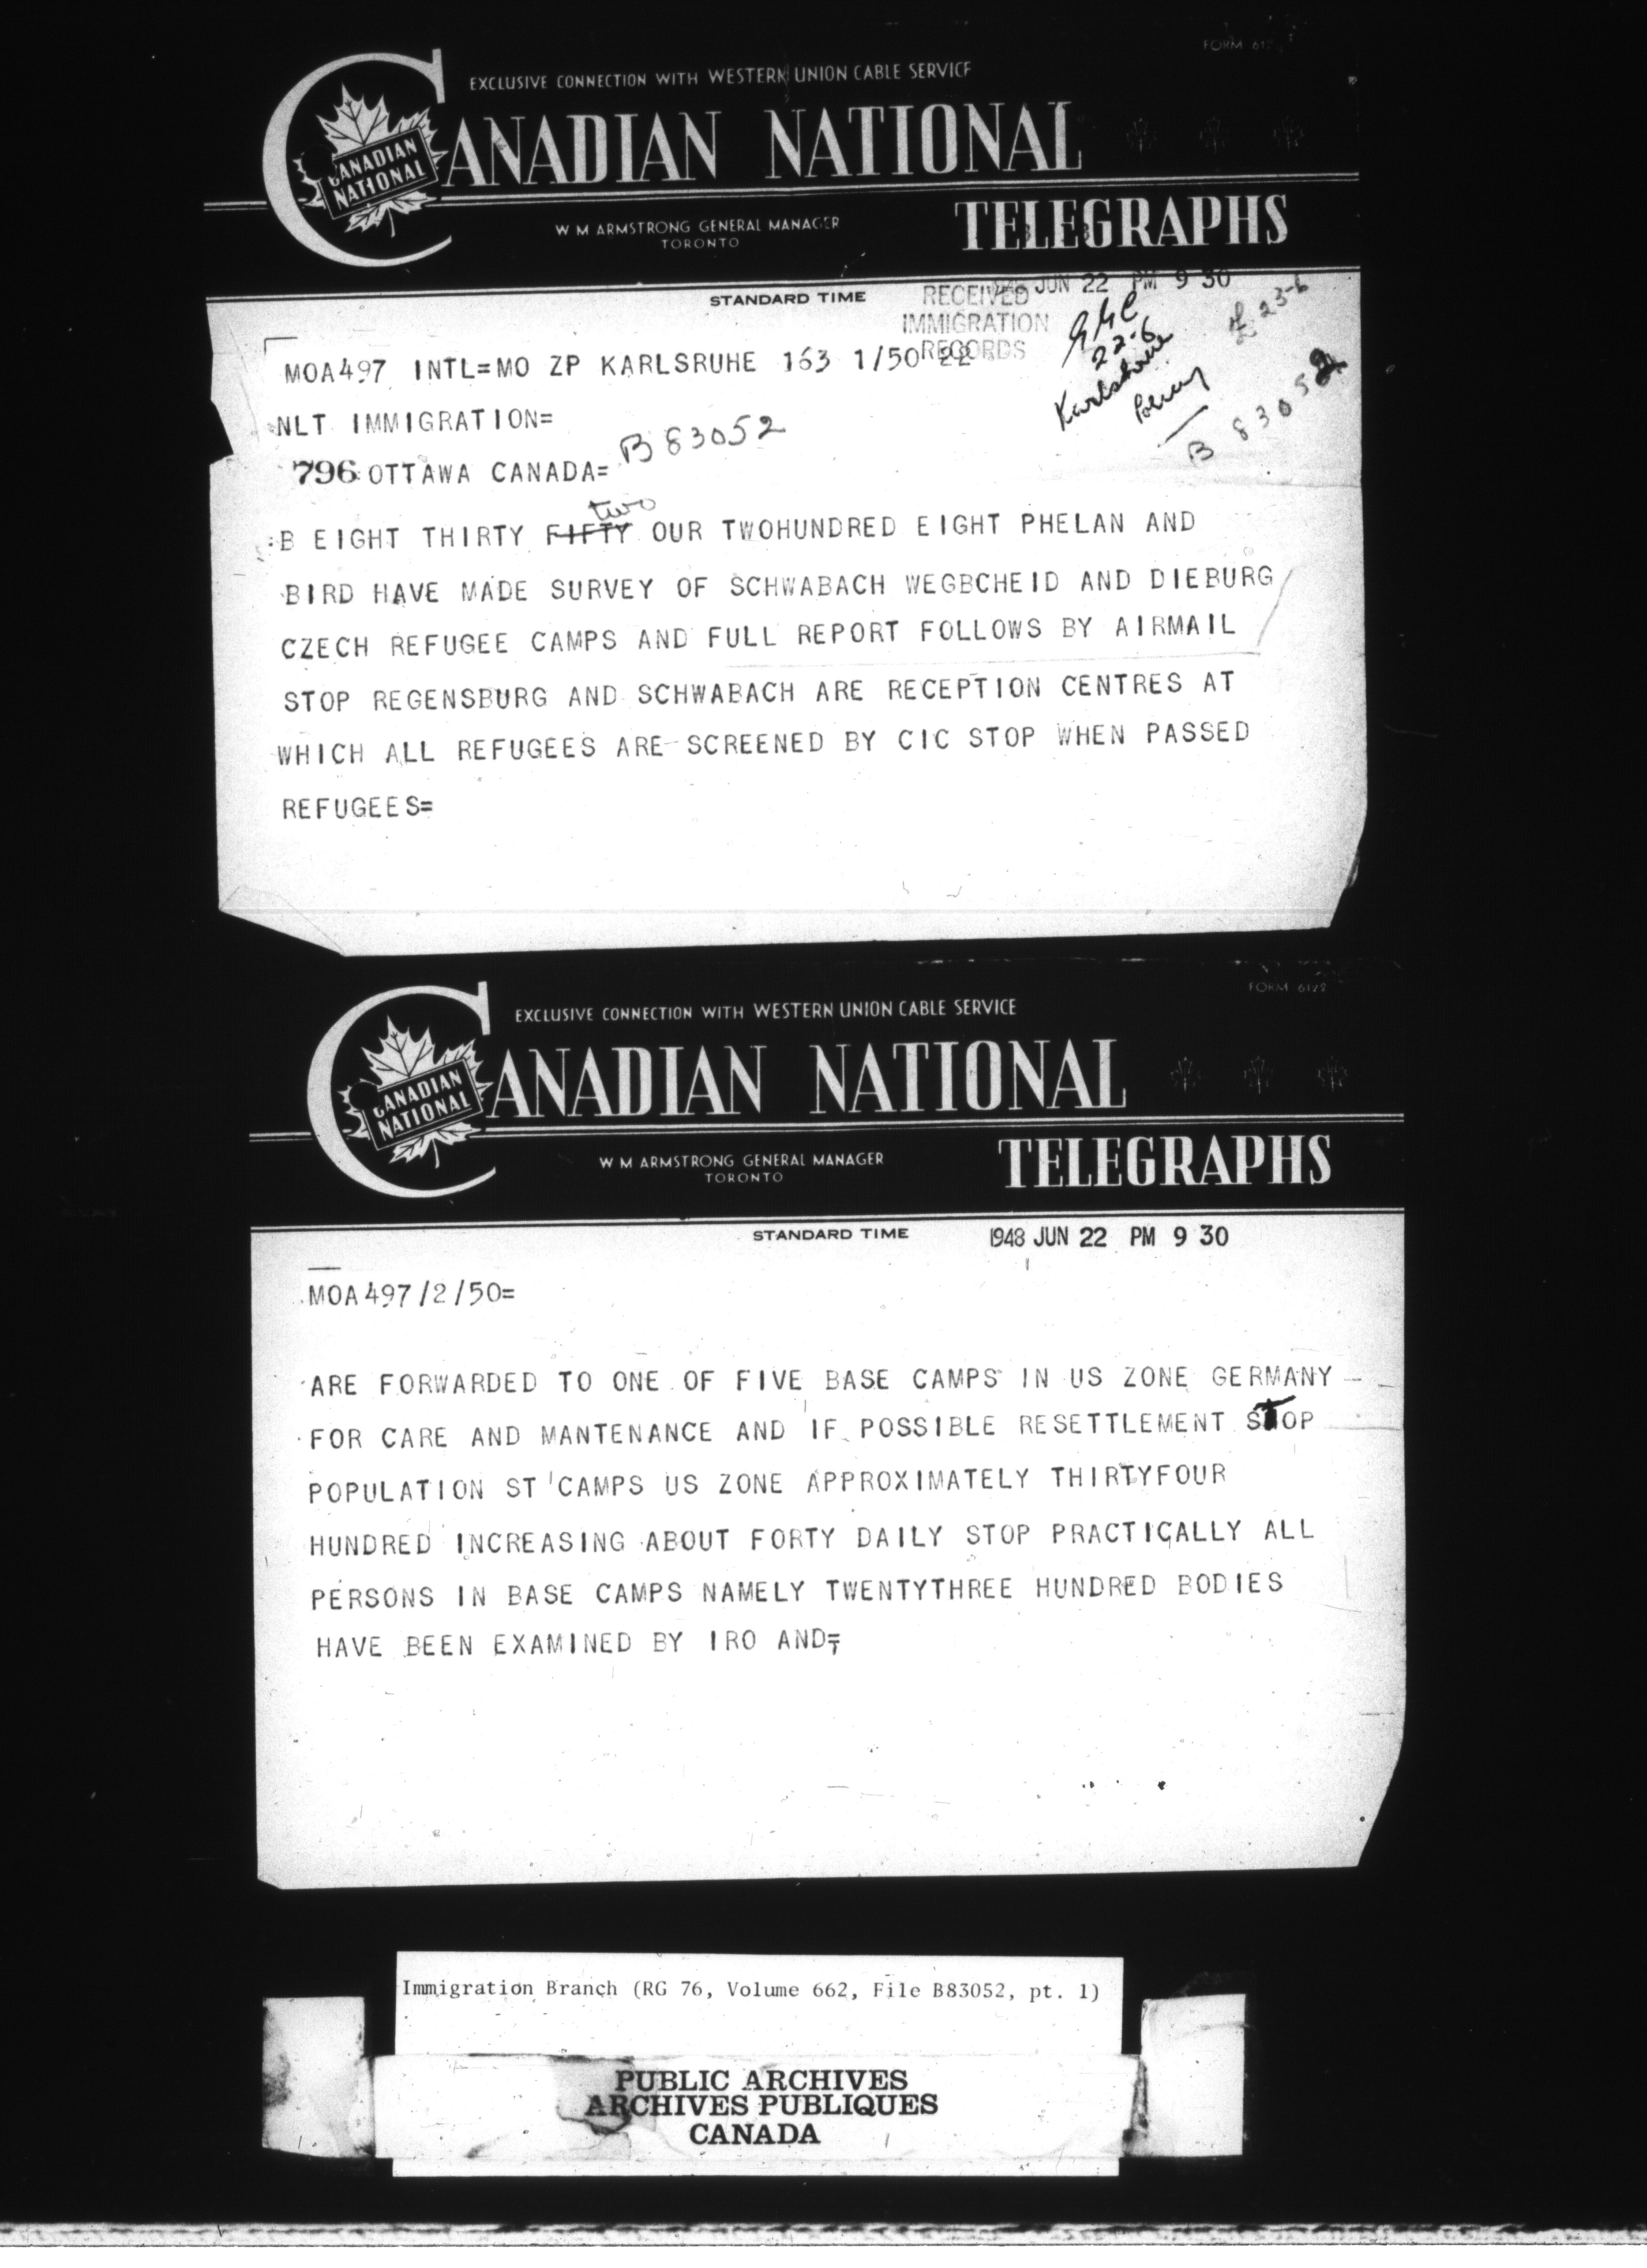 FORM 612
EXCLUSIVE CONNECTION WITH WESTERN UNION CABLE SERVICE
CANADIAN NATIONAL
CANADIAN
NATIONAL
TELEGRAPHS
W M ARMSTRONG GENERAL MANAGER
TORONTO
STANDARD TIME
JUN 22 PM 9 30
RECEIVED
IMMIGRATION
RECORDS
22-6
23-6
Karlsruhe
B 83052
MOA497 INTL=MO ZP KARLSRUHE 163 1/50 22
NLT IMMIGRATION=
B 83052
796 OTTAWA CANADA=
two
:B EIGHT THIRTY FIFTY OUR TWOHUNDRED EIGHT PHELAN AND
BIRD HAVE MADE SURVEY OF SCHWABACH WEGBCHEID AND DIEBURG
CZECH REFUGEE CAMPS AND FULL REPORT FOLLOWS BY AIRMAIL
STOP REGENSBURG AND SCHWABACH ARE RECEPTION CENTRES AT
WHICH ALL REFUGEES ARE SCREENED BY CIC STOP WHEN PASSED
REFUGEES=
FORM 6122
EXCLUSIVE CONNECTION WITH WESTERN UNION CABLE SERVICE
CANADIAN NATIONAL
CANADIAN
NATIONAL
TELEGRAPHS
W M ARMSTRONG GENERAL MANAGER
TORONTO
STANDARD TIME
1948 JUN 22 PM 9 30
MOA497/2/50=
ARE FORWARDED TO ONE OF FIVE BASE CAMPS IN US ZONE GERMANY
FOR CARE AND MANTENANCE AND IF POSSIBLE RESETTLEMENT STOP
POPULATION ST CAMPS US ZONE APPROXIMATELY THIRTYFOUR
HUNDRED INCREASING ABOUT FORTY DAILY STOP PRACTICALLY ALL
PERSONS IN BASE CAMPS NAMELY TWENTYTHREE HUNDRED BODIES
HAVE BEEN EXAMINED BY IRO AND=
Immigration Branch (RG 76, Volume 662, File B83052, pt. 1)
PUBLIC ARCHIVES
ARCHIVES PUBLIQUES
CANADA